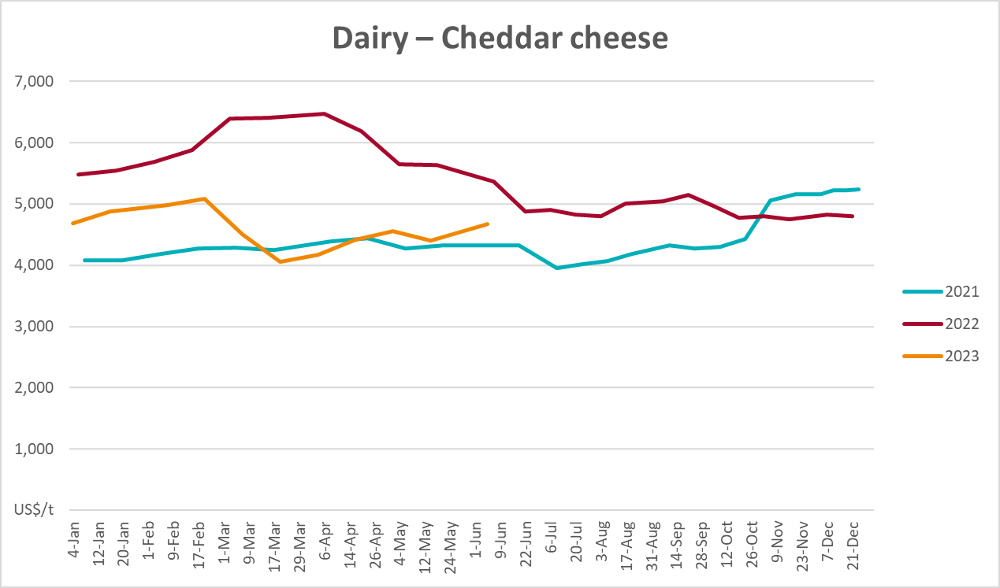 Dairy – Cheddar cheese
7,000
6,000
5,000
4,000
3,000
2,000
1,000
US$/t
4-Jan
12-Jan
20-Jan
1-Feb
9-Feb
17-Feb
1-Mar
9-Mar
17-Mar
29-Mar
6-Apr
14-Apr
26-Apr
4-May
12-May
24-May
1-Jun
9-Jun
22-Jun
6-Jul
20-Jul
3-Aug
17-Aug
31-Aug
14-Sep
28-Sep
12-Oct
26-Oct
9-Nov
23-Nov
7-Dec
21-Dec
2021
2022
2023